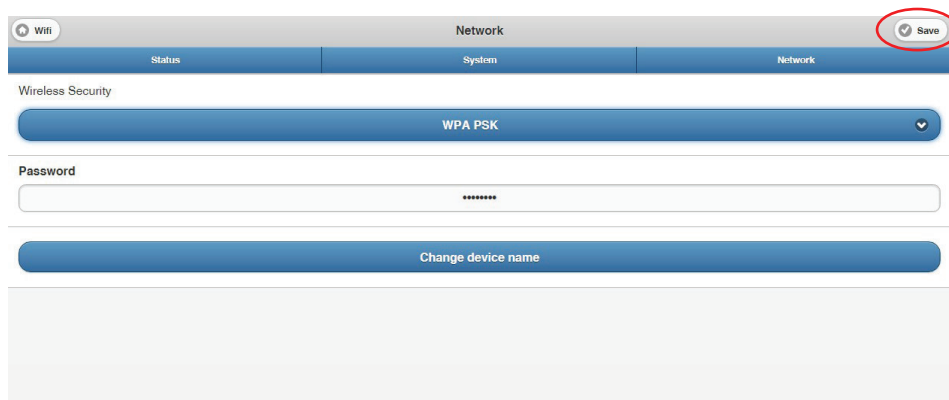 Wifi Network Save
Status System Network
Wireless Security
WPA PSK
Password
••••••••
Change device name